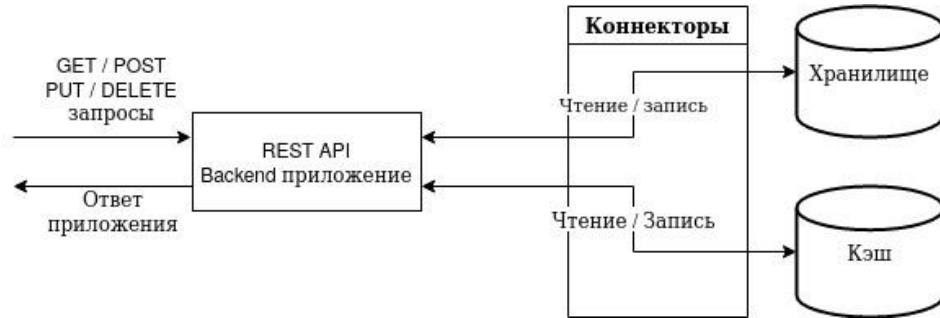 Коннекторы
GET / POST
PUT / DELETE
запросы
Хранилище
Чтение / запись
REST API
Backend приложение
Ответ
приложения
Чтение / Запись
Кэш